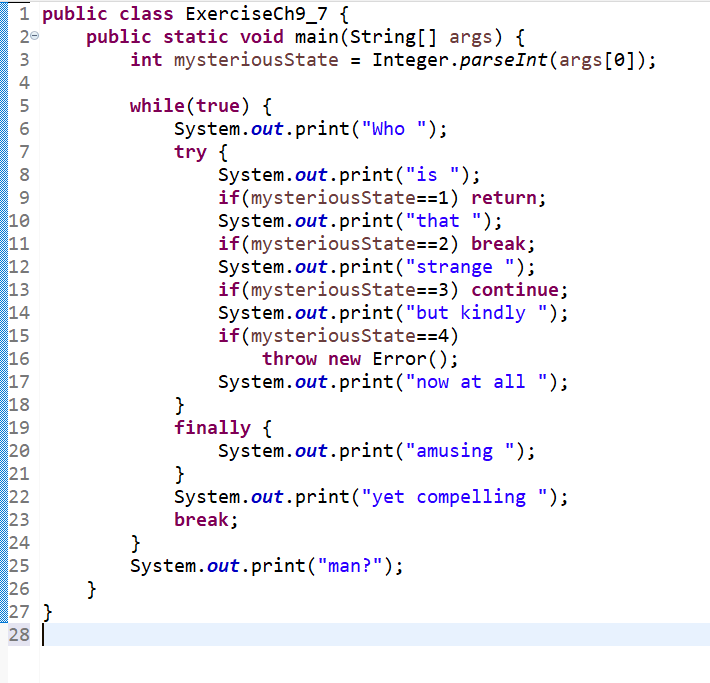 1 public class ExerciseCh9_7 {
2 public static void main(String[] args) {
3 int mysteriousState = Integer.parseInt(args[0]);
4
5 while(true) {
6 System.out.print("Who ");
7 try {
8 System.out.print("is ");
9 if(mysteriousState==1) return;
10 System.out.print("that ");
11 if(mysteriousState==2) break;
12 System.out.print("strange ");
13 if(mysteriousState==3) continue;
14 System.out.print("but kindly ");
15 if(mysteriousState==4)
16 throw new Error();
17 System.out.print("now at all ");
18 }
19 finally {
20 System.out.print("amusing ");
21 }
22 System.out.print("yet compelling ");
23 break;
24 }
25 System.out.print("man?");
26 }
27 }
28